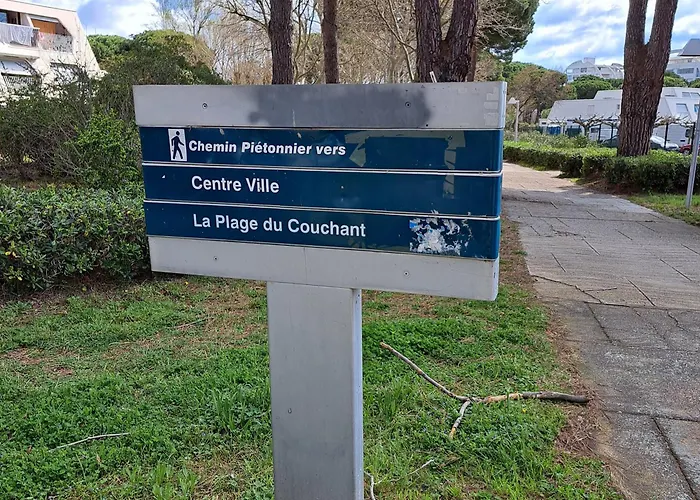 Chemin Piétonnier vers
Centre Ville
La Plage du Couchant